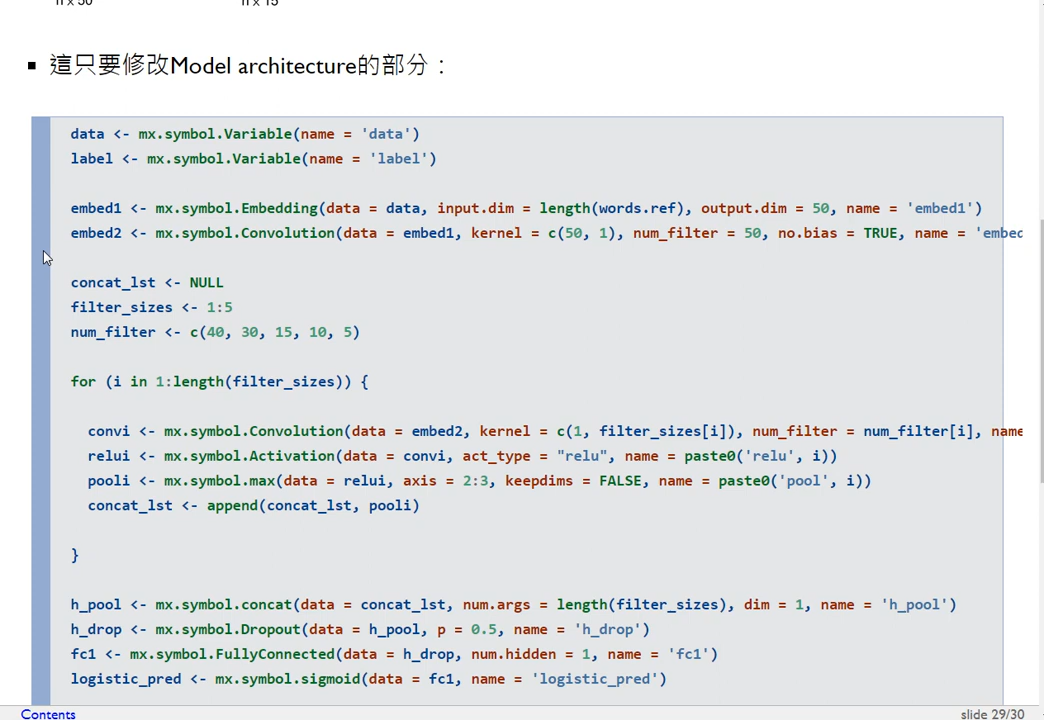 n x 50 n x 15
▪ 這只要修改Model architecture的部分：
data <- mx.symbol.Variable(name = 'data')
label <- mx.symbol.Variable(name = 'label')
embed1 <- mx.symbol.Embedding(data = data, input.dim = length(words.ref), output.dim = 50, name = 'embed1')
embed2 <- mx.symbol.Convolution(data = embed1, kernel = c(50, 1), num_filter = 50, no.bias = TRUE, name = 'embed
concat_lst <- NULL
filter_sizes <- 1:5
num_filter <- c(40, 30, 15, 10, 5)
for (i in 1:length(filter_sizes)) {
convi <- mx.symbol.Convolution(data = embed2, kernel = c(1, filter_sizes[i]), num_filter = num_filter[i], name
relui <- mx.symbol.Activation(data = convi, act_type = "relu", name = paste0('relu', i))
pooli <- mx.symbol.max(data = relui, axis = 2:3, keepdims = FALSE, name = paste0('pool', i))
concat_lst <- append(concat_lst, pooli)
}
h_pool <- mx.symbol.concat(data = concat_lst, num.args = length(filter_sizes), dim = 1, name = 'h_pool')
h_drop <- mx.symbol.Dropout(data = h_pool, p = 0.5, name = 'h_drop')
fc1 <- mx.symbol.FullyConnected(data = h_drop, num.hidden = 1, name = 'fc1')
logistic_pred <- mx.symbol.sigmoid(data = fc1, name = 'logistic_pred')
Contents slide 29/30